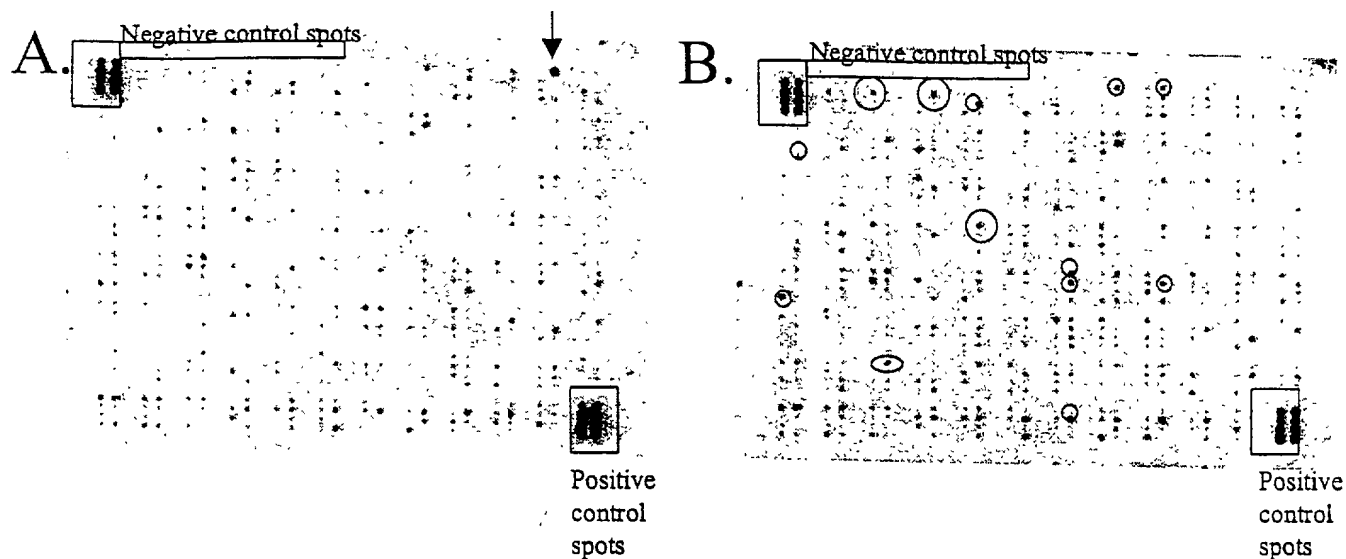 A.
Negative control spots
Positive
control
spots
B.
Negative control spots
Positive
control
spots